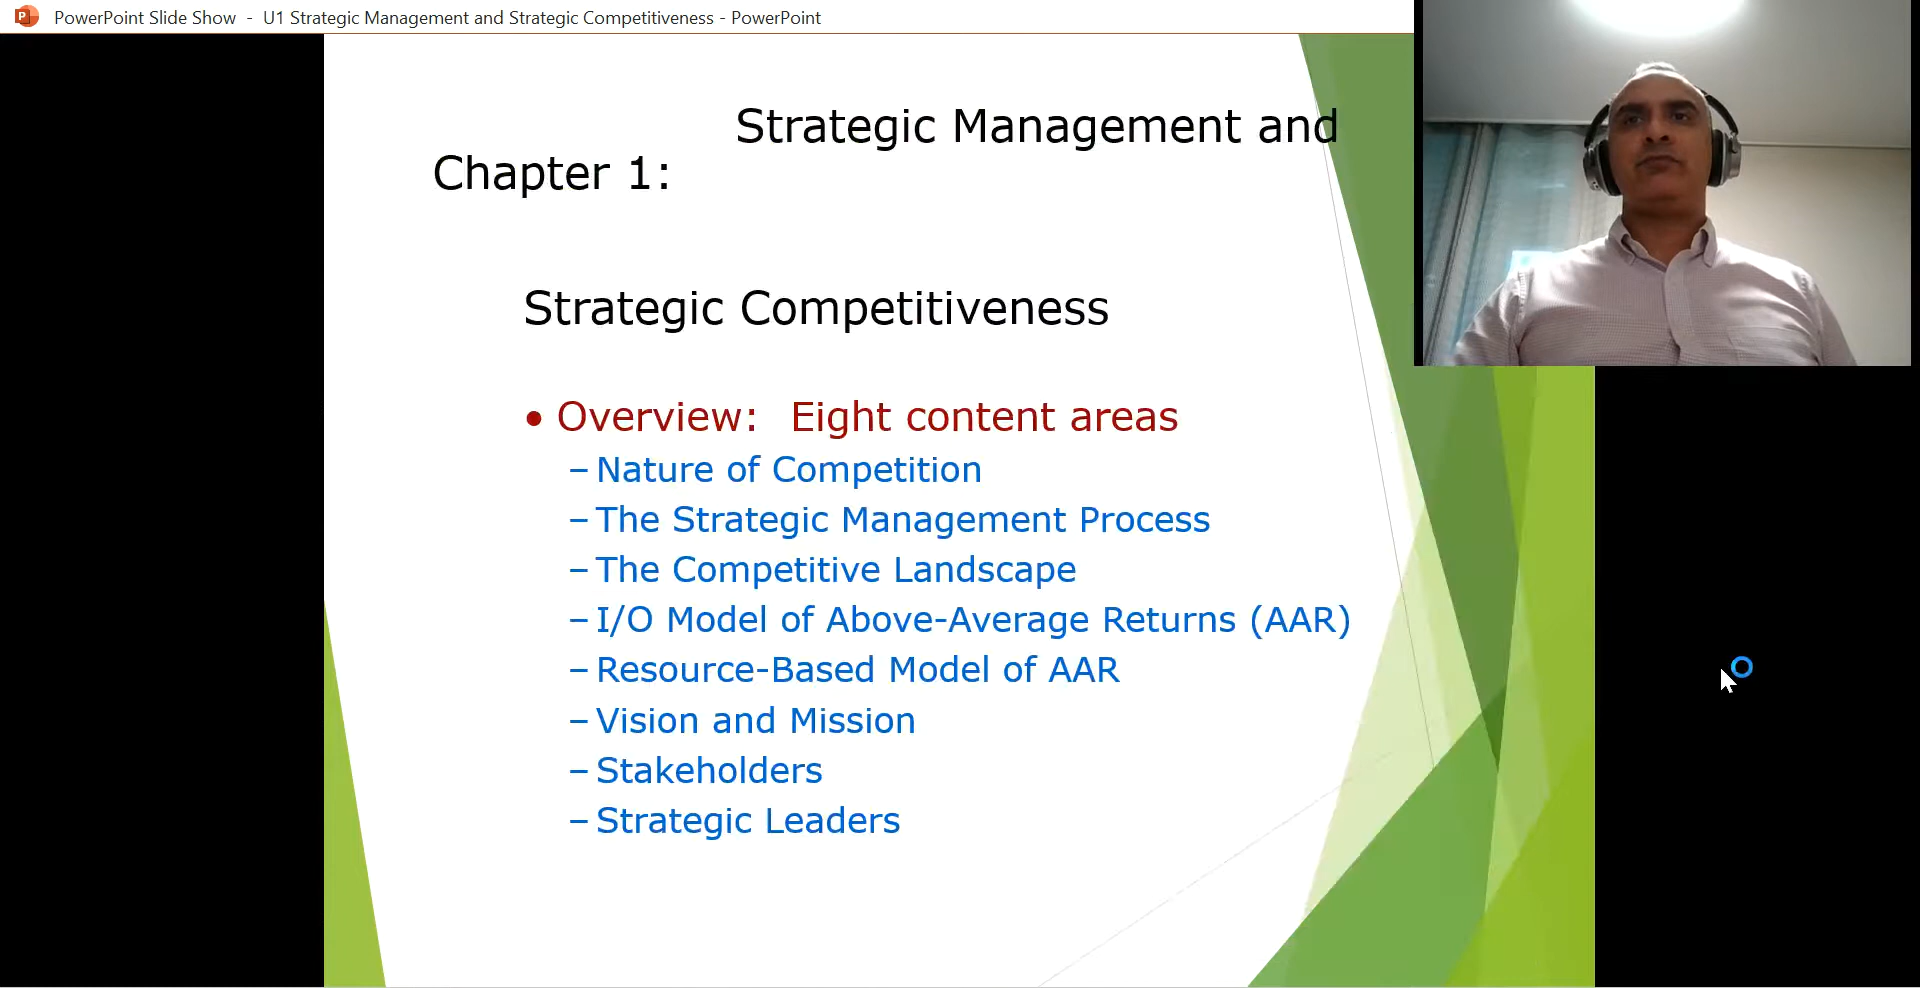 PowerPoint Slide Show - U1 Strategic Management and Strategic Competitiveness - PowerPoint
Chapter 1: Strategic Management and
Strategic Competitiveness
• Overview: Eight content areas
– Nature of Competition
– The Strategic Management Process
– The Competitive Landscape
– I/O Model of Above-Average Returns (AAR)
– Resource-Based Model of AAR
– Vision and Mission
– Stakeholders
– Strategic Leaders